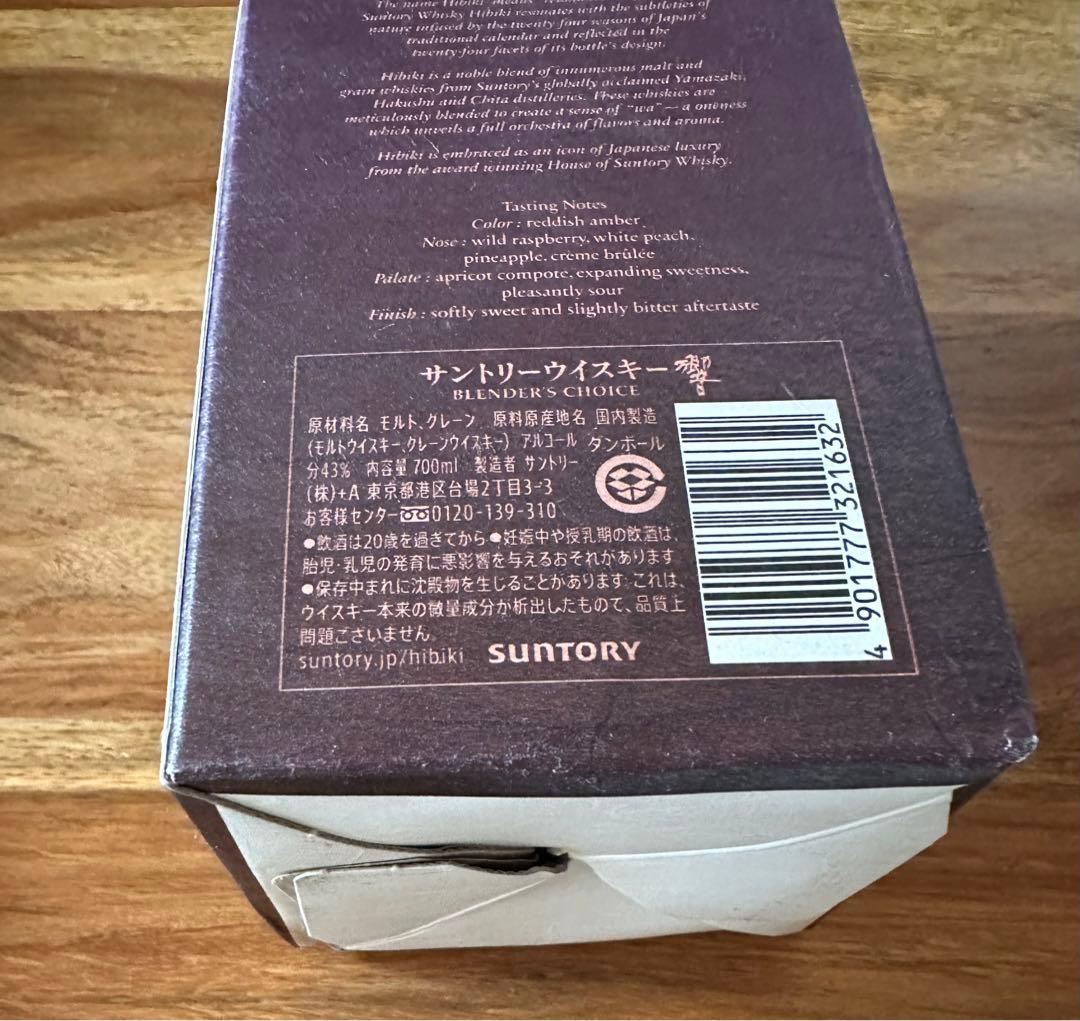 The name Hibiki means
Suntory Whisky Hibiki resonates with the subtleties of
nature infused by the twenty-four seasons of Japan's
traditional calendar and reflected in the
twenty-four facets of its bottle's design.
Hibiki is a noble blend of innumerous malt and
grain whiskies from Suntory's globally acclaimed Yamazaki,
Hakushu and Chita distilleries. These whiskies are
meticulously blended to create a sense of "wa" — a oneness
which unveils a full orchestra of flavors and aroma.
Hibiki is embraced as an icon of Japanese luxury
from the award winning House of Suntory Whisky.
Tasting Notes
Color : reddish amber
Nose : wild raspberry, white peach,
pineapple, crème brûlée
Palate : apricot compote, expanding sweetness,
pleasantly sour
Finish : softly sweet and slightly bitter aftertaste
サントリーウイスキー 響
BLENDER'S CHOICE
原材料名 モルト、グレーン 原料原産地名 国内製造
(モルトウイスキー、グレーンウイスキー) アルコール
分43% 内容量 700ml 製造者 サントリー
(株)+A 東京都港区台場2丁目3-3
お客様センター 0120-139-310
ダンボール
●飲酒は20歳を過ぎてから ●妊娠中や授乳期の飲酒は、
胎児・乳児の発育に悪影響を与えるおそれがあります
●保存中まれに沈殿物を生じることがあります これは、
ウイスキー本来の微量成分が析出したもので、品質上
問題ございません
suntory.jp/hibiki SUNTORY
4 901777 321632